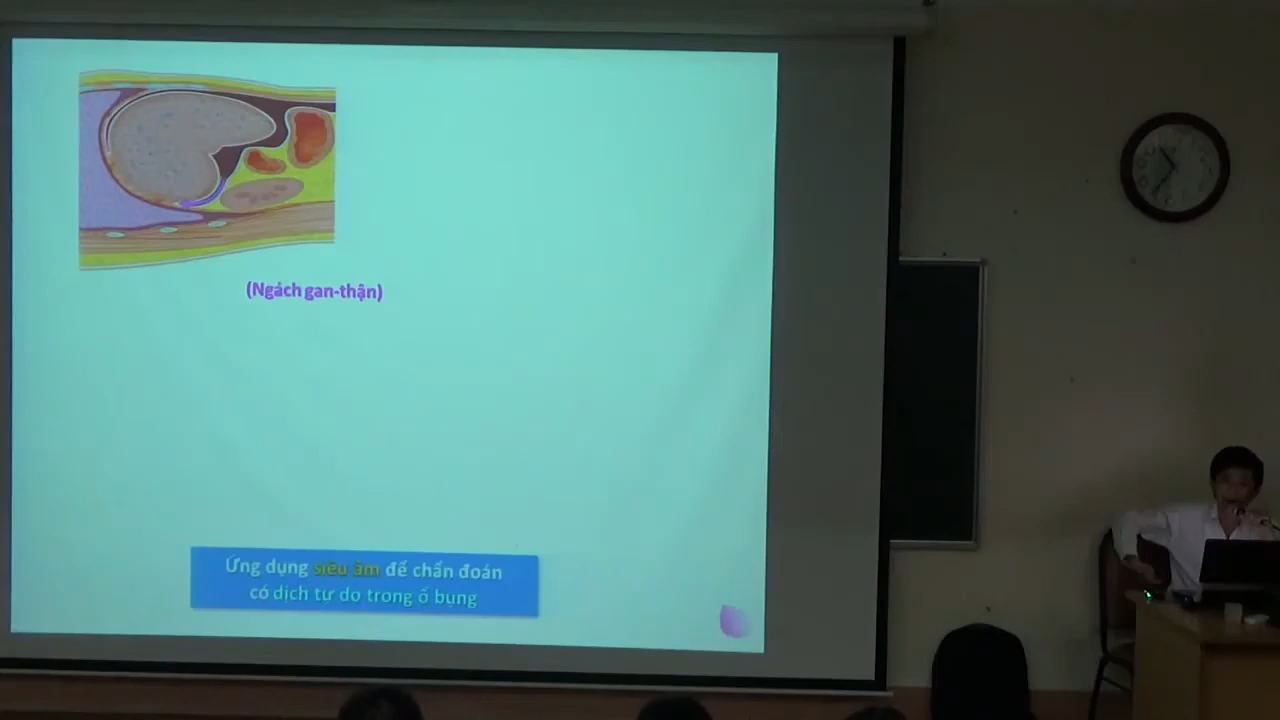 (Ngách gan-thận)
Ứng dụng siêu âm để chẩn đoán
có dịch tự do trong ổ bụng